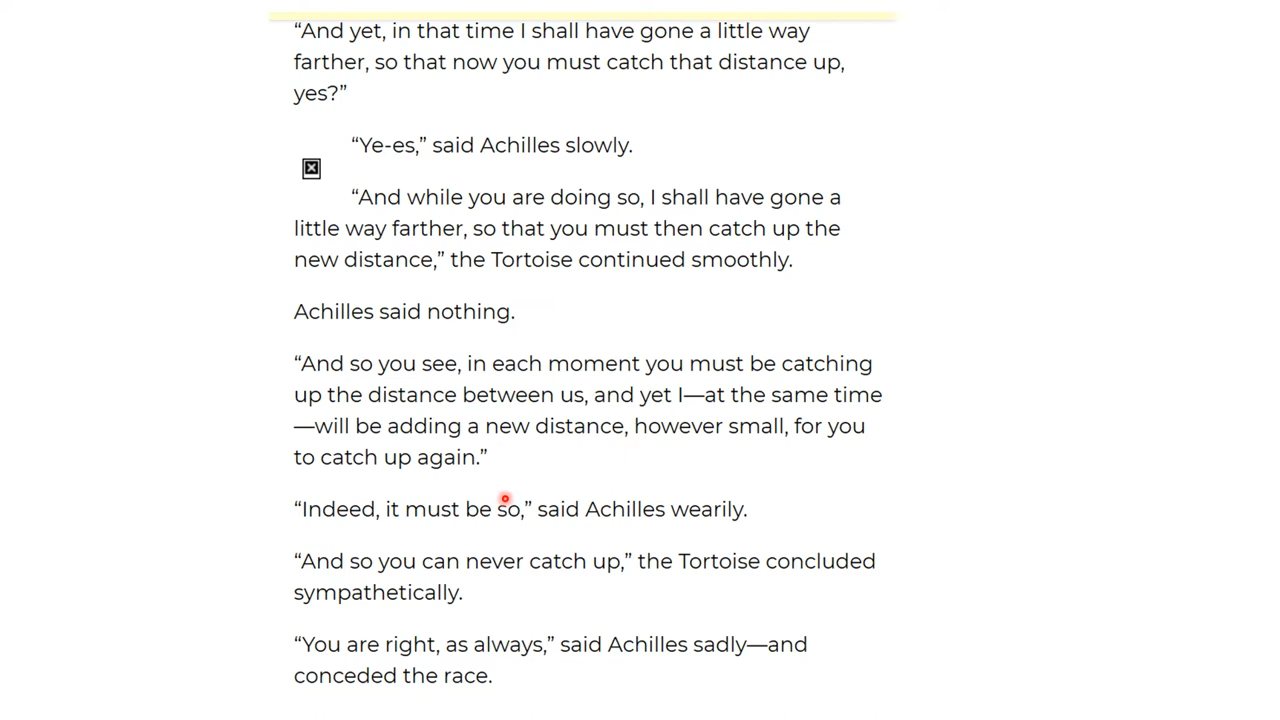 “And yet, in that time I shall have gone a little way
farther, so that now you must catch that distance up,
yes?”
“Ye-es,” said Achilles slowly.
“And while you are doing so, I shall have gone a
little way farther, so that you must then catch up the
new distance,” the Tortoise continued smoothly.
Achilles said nothing.
“And so you see, in each moment you must be catching
up the distance between us, and yet I—at the same time
—will be adding a new distance, however small, for you
to catch up again.”
“Indeed, it must be so,” said Achilles wearily.
“And so you can never catch up,” the Tortoise concluded
sympathetically.
“You are right, as always,” said Achilles sadly—and
conceded the race.